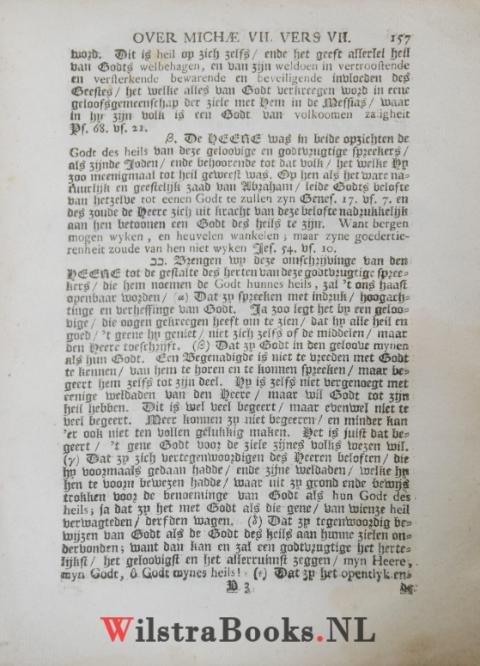 OVER MICHÆ VII. VERS VII. 157
word. Dit is heil op zich zelfs/ ende het geeft allerlei heil
van Godts welbehagen, en van zijn weldoen in vertroostende
en versterkende bewarende en beveiligende invloeden des
Geestes/ het welke alles van Godt verkreegen word in eene
geloofsgemeenschap der ziele met Hem in de Messias/ waar
in hy zijn volk is een Godt van volkoomen zaligheit
Ps. 68. vs. 21.
β. De HEERE was in beide opzichten de
Godt des heils van deze geloovige en godtvruztige spreekers/
als zijnde Joden/ ende behoorende tot dat volk/ het welke Hy
zoo meenigmaal tot heil geweest was. Op hen als het ware na-
tuurlijk en geestelijk zaad van Abraham/ leide Godts belofte
van hetzelve tot eenen Godt te zullen zyn Genes. 17. vs. 7. en
des zoude de Heere zich uit kracht van deze belofte nadrukkelijk
aan hen betoonen een Godt des heils te zijn. Want bergen
mogen wyken, en heuvelen wankelen; maar zyne goedertie-
renheit zoude van hen niet wyken Jes. 54. vs. 10.
ב. Brengen wy deze omschrijvinge van den
HEERE tot de gestalte des herten van deze godtvruztige spree-
kers/ die hem noemen de Godt hunnes heils, zal 't ons haast
openbaar worden/ (α) Dat zy spreeken met indruk/ hoogach-
tinge en verheffinge van Godt. Ja zoo legt het by een geloo-
vige/ die oogen gekreegen heeft om te zien/ dat hy alle heil en
goed/ 't geene hy geniet/ niet zich zelfs of de middelen/ maar
den Heere toeschrijft. (β) Dat zy Godt in den geloove mynen
als hun Godt. Een Begenadigde is niet te vreeden met Godt
te kennen/ van hem te horen en te konnen spreeken/ maar be-
geert hem zelfs tot zijn deel. Hy is zelfs niet vergenoegt met
eenige weldaden van den Heere/ maar wil Godt tot zijn
heil hebben. Dit is wel veel begeert/ maar evenwel niet te
veel begeert. Meer konnen zy niet begeeren/ en minder kan
'er ook niet ten vollen gelukkig maken. Het is juist dat be-
geert/ 't gene Godt voor de ziele zijnes volks wezen wil.
(γ) Dat zy zich vertegenwoordigen des Heeren beloften/ die
hy voormaals gedaan hadde/ ende zijne weldaden/ welke hy
hen te voorn bewezen hadde/ waar uit zy grond ende bewijs
trokken voor de benoeminge van Godt als hun Godt des
heils; ja dat zy het met Godt als die gene/ van wienze heil
verwagteden/ derfden wagen. (δ) Dat zy tegenwoordig be-
wijzen van Godt als de Godt des heils aan hunne zielen on-
dervonden; want dan kan en zal een godtvruztige het herte-
lijkst/ het geloovigst en het allerruimst zeggen/ myn Heere,
myn Godt, ô Godt mynes heils! (ε) Dat zy het opentlyk en-
V 3 de
WilstraBooks.NL